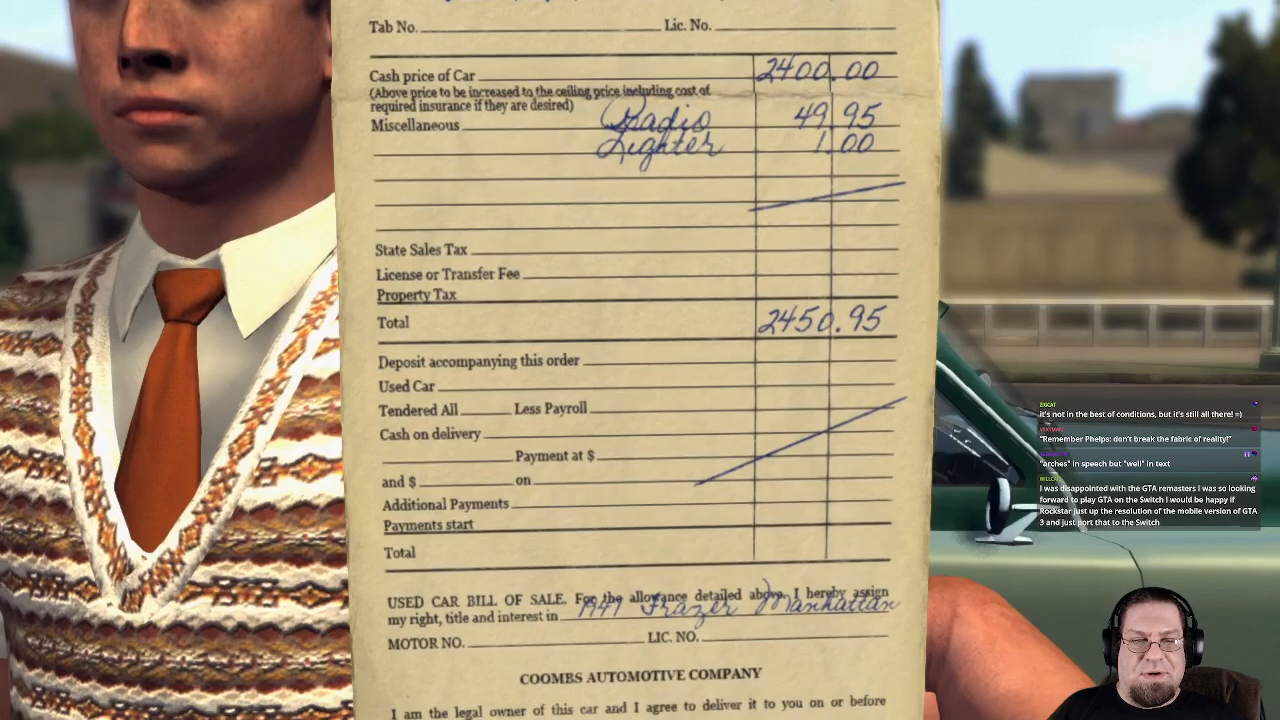 Tab No. Lic. No.
Cash price of Car 2400.00
(Above price to be increased to the ceiling price including cost of
required insurance if they are desired)
Miscellaneous Radio 49.95
Lighter 1.00
State Sales Tax
License or Transfer Fee
Property Tax
Total 2450.95
Deposit accompanying this order
Used Car
Tendered All Less Payroll
Cash on delivery
Payment at $
and $ on
Additional Payments
Payments start
Total
USED CAR BILL OF SALE. For the allowance detailed above, I hereby assign
my right, title and interest in 1947 Frazer Manhattan
MOTOR NO. LIC. NO.
COOMBS AUTOMOTIVE COMPANY
I am the legal owner of this car and I agree to deliver it to you on or before
ZIGCAT
it's not in the best of conditions, but it's still all there! =)
"Remember Phelps: don't break the fabric of reality!"
"arches" in speech but "well" in text
I was disappointed with the GTA remasters I was so looking
forward to play GTA on the Switch I would be happy if
Rockstar just up the resolution of the mobile version of GTA
3 and just port that to the Switch